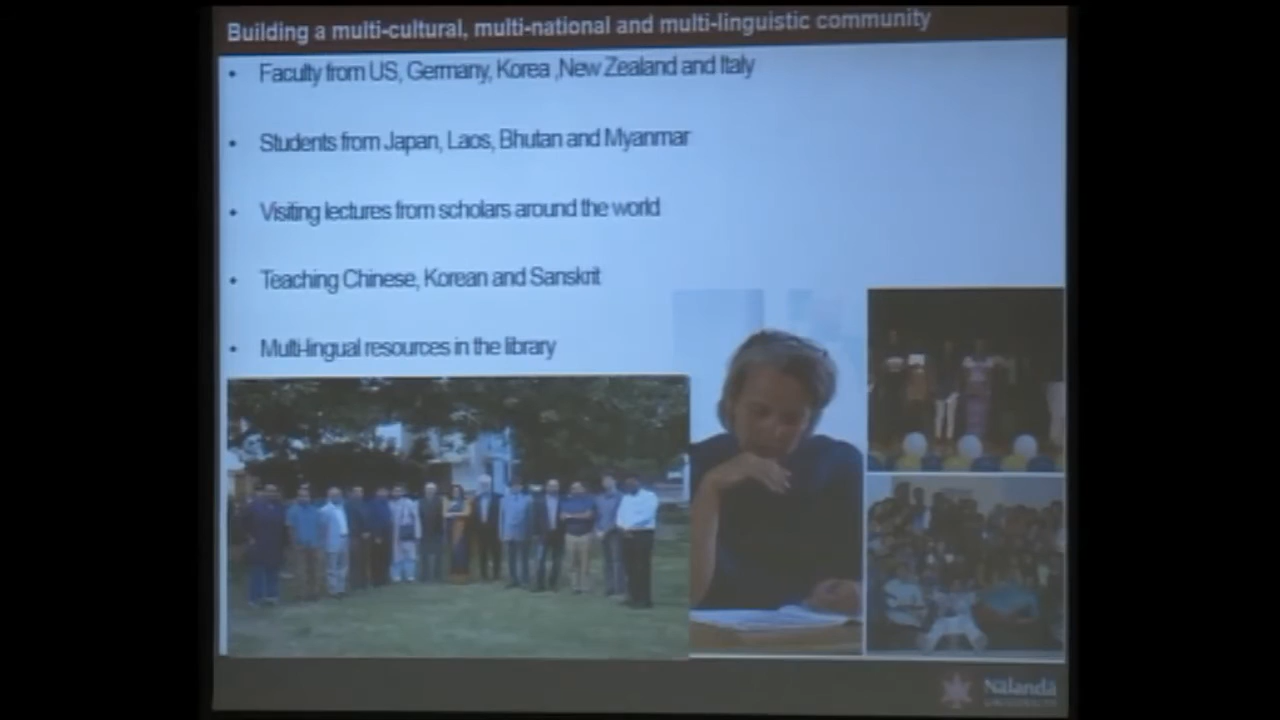 Building a multi-cultural, multi-national and multi-linguistic community
• Faculty from US, Germany, Korea ,New Zealand and Italy
• Students from Japan, Laos, Bhutan and Myanmar
• Visiting lectures from scholars around the world
• Teaching Chinese, Korean and Sanskrit
• Multi-lingual resources in the library
Nālandā
UNIVERSITY